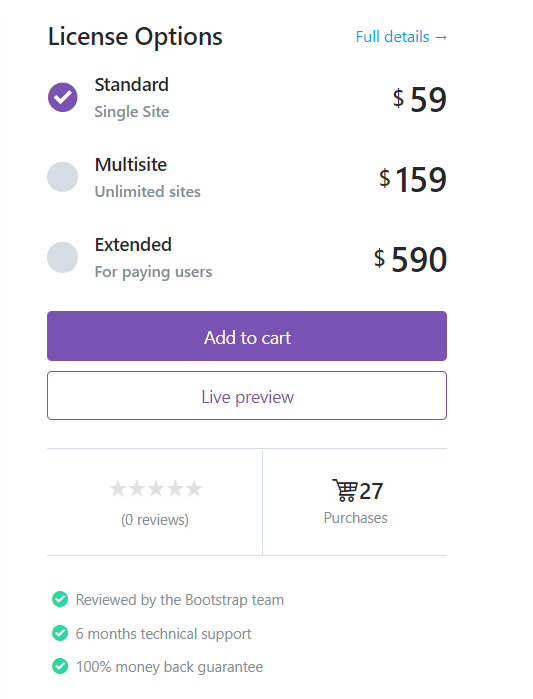 License Options
Full details →
Standard
Single Site
$ 59
Multisite
Unlimited sites
$ 159
Extended
For paying users
$ 590
Add to cart
Live preview
(0 reviews)
27
Purchases
Reviewed by the Bootstrap team
6 months technical support
100% money back guarantee